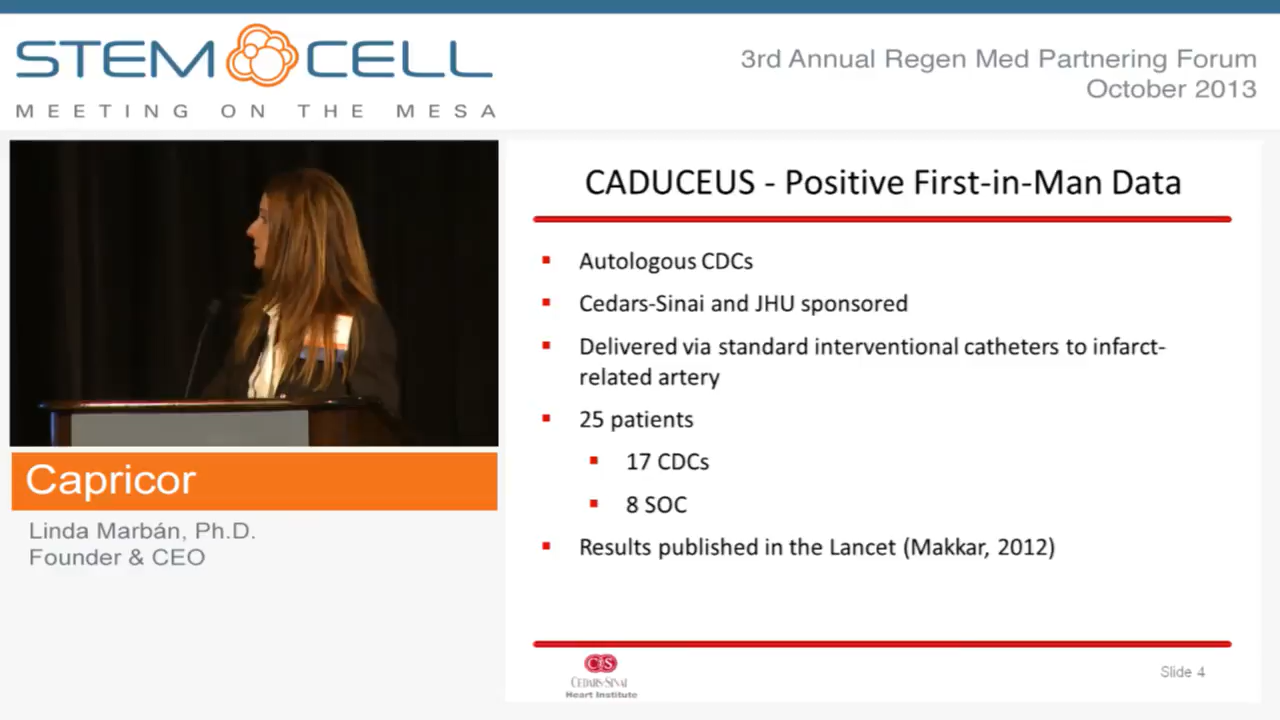 STEM CELL
MEETING ON THE MESA
3rd Annual Regen Med Partnering Forum
October 2013
Capricor
Linda Marbán, Ph.D.
Founder & CEO
CADUCEUS - Positive First-in-Man Data
Autologous CDCs
Cedars-Sinai and JHU sponsored
Delivered via standard interventional catheters to infarct-
related artery
25 patients
17 CDCs
8 SOC
Results published in the Lancet (Makkar, 2012)
CEDARS-SINAI
Heart Institute
Slide 4